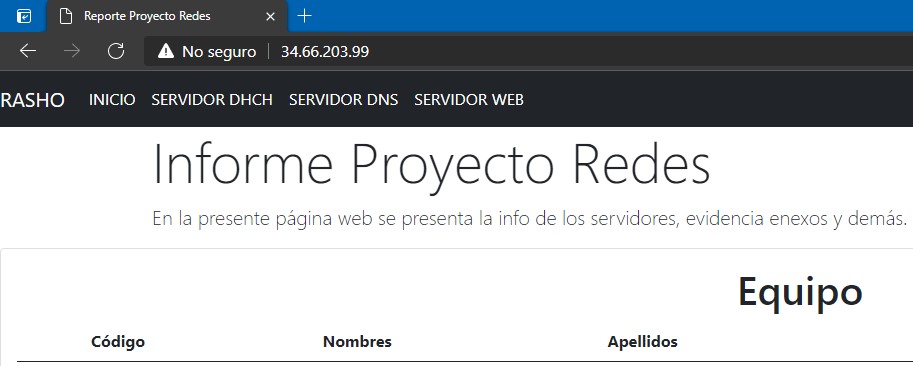 Reporte Proyecto Redes
No seguro 34.66.203.99
RASHO INICIO SERVIDOR DHCH SERVIDOR DNS SERVIDOR WEB
Informe Proyecto Redes
En la presente página web se presenta la info de los servidores, evidencia enexos y demás.
Equipo
Código Nombres Apellidos